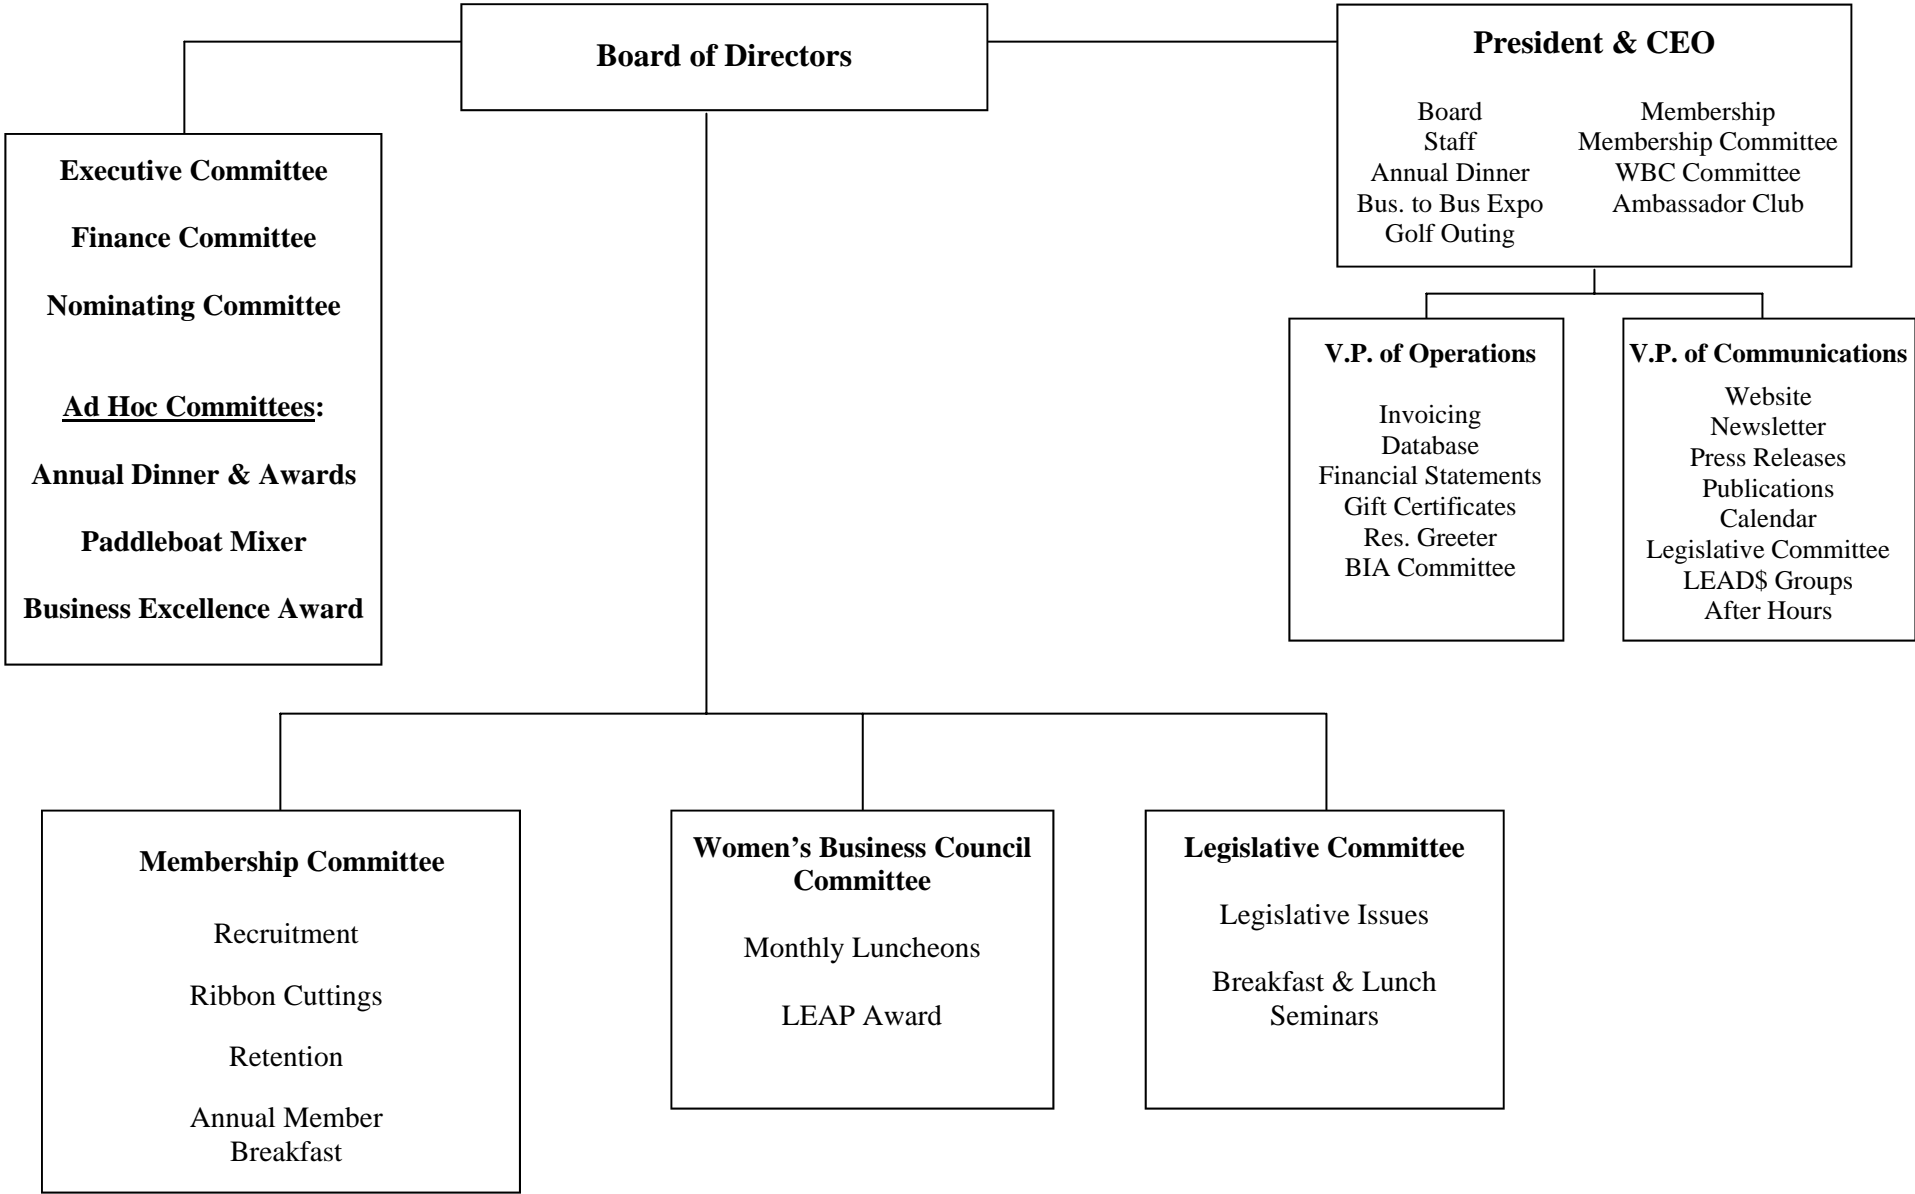 Board of Directors
President & CEO
Board
Staff
Annual Dinner
Bus. to Bus Expo
Golf Outing
Membership
Membership Committee
WBC Committee
Ambassador Club
Executive Committee
Finance Committee
Nominating Committee
Ad Hoc Committees:
Annual Dinner & Awards
Paddleboat Mixer
Business Excellence Award
V.P. of Operations
Invoicing
Database
Financial Statements
Gift Certificates
Res. Greeter
BIA Committee
V.P. of Communications
Website
Newsletter
Press Releases
Publications
Calendar
Legislative Committee
LEAD$ Groups
After Hours
Membership Committee
Recruitment
Ribbon Cuttings
Retention
Annual Member
Breakfast
Women’s Business Council
Committee
Monthly Luncheons
LEAP Award
Legislative Committee
Legislative Issues
Breakfast & Lunch
Seminars